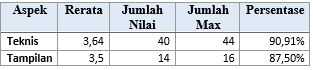 Aspek Rerata Jumlah Nilai Jumlah Max Persentase
Teknis 3,64 40 44 90,91%
Tampilan 3,5 14 16 87,50%